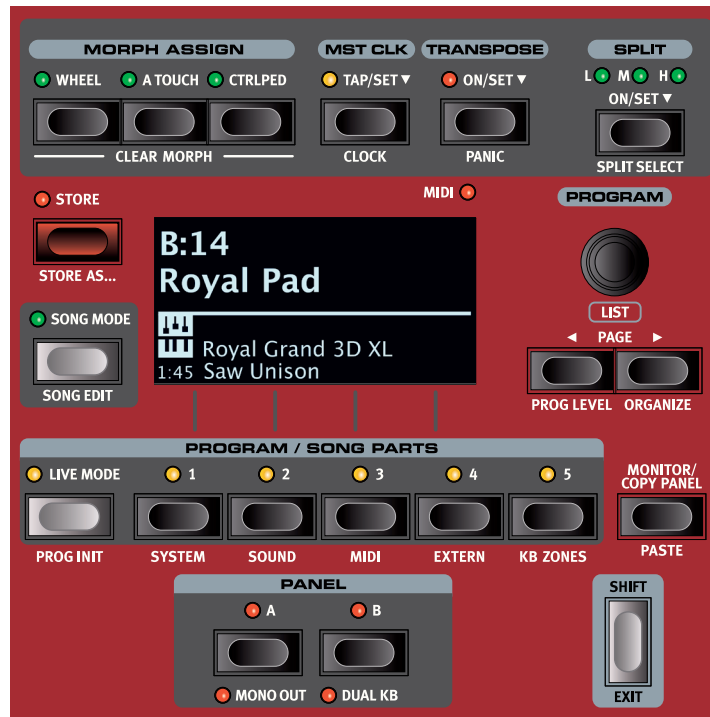 MORPH ASSIGN
MST CLK
TRANSPOSE
SPLIT
WHEEL
A TOUCH
CTRLPED
TAP/SET ▼
ON/SET ▼
L M H
ON/SET ▼
CLEAR MORPH
CLOCK
PANIC
SPLIT SELECT
STORE
MIDI
PROGRAM
STORE AS...
B:14
Royal Pad
Royal Grand 3D XL
1:45 Saw Unison
SONG MODE
SONG EDIT
LIST
◄ PAGE ►
PROG LEVEL
ORGANIZE
PROGRAM / SONG PARTS
LIVE MODE
1
2
3
4
5
MONITOR/
COPY PANEL
PROG INIT
SYSTEM
SOUND
MIDI
EXTERN
KB ZONES
PASTE
PANEL
A
B
MONO OUT
DUAL KB
SHIFT
EXIT